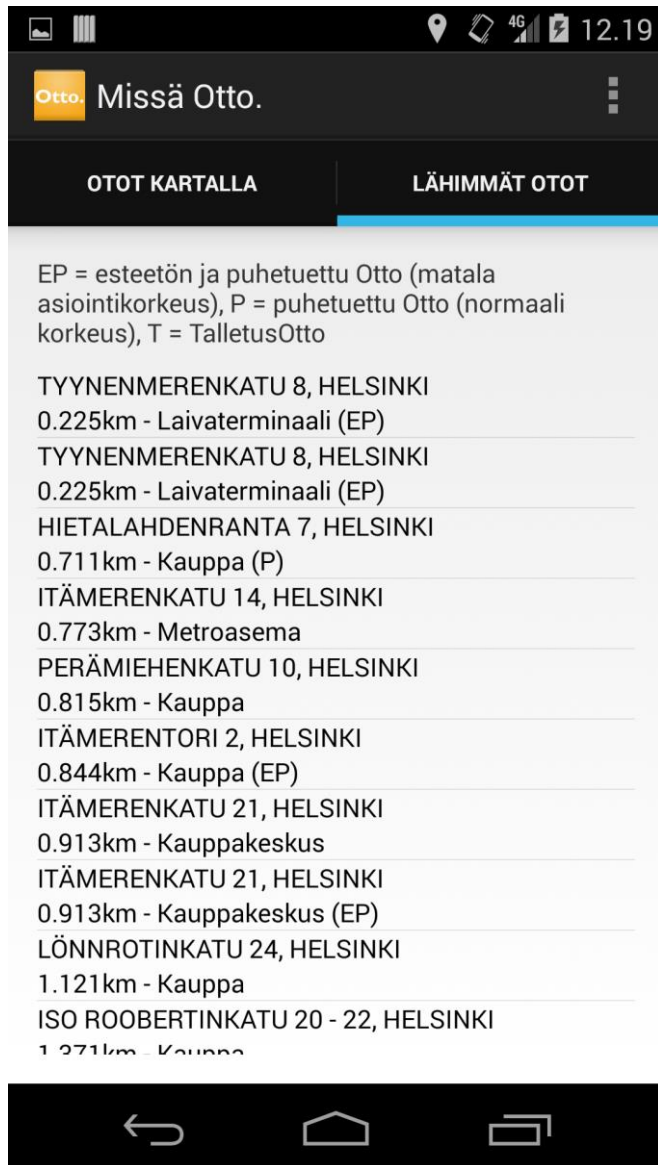 4G 12.19
Otto. Missä Otto.
OTOT KARTALLA
LÄHIMMÄT OTOT
EP = esteetön ja puhetuettu Otto (matala
asiointikorkeus), P = puhetuettu Otto (normaali
korkeus), T = TalletusOtto
TYYNENMERENKATU 8, HELSINKI
0.225km - Laivaterminaali (EP)
TYYNENMERENKATU 8, HELSINKI
0.225km - Laivaterminaali (EP)
HIETALAHDENRANTA 7, HELSINKI
0.711km - Kauppa (P)
ITÄMERENKATU 14, HELSINKI
0.773km - Metroasema
PERÄMIEHENKATU 10, HELSINKI
0.815km - Kauppa
ITÄMERENTORI 2, HELSINKI
0.844km - Kauppa (EP)
ITÄMERENKATU 21, HELSINKI
0.913km - Kauppakeskus
ITÄMERENKATU 21, HELSINKI
0.913km - Kauppakeskus (EP)
LÖNNROTINKATU 24, HELSINKI
1.121km - Kauppa
ISO ROOBERTINKATU 20 - 22, HELSINKI
1.371km - Kauppa